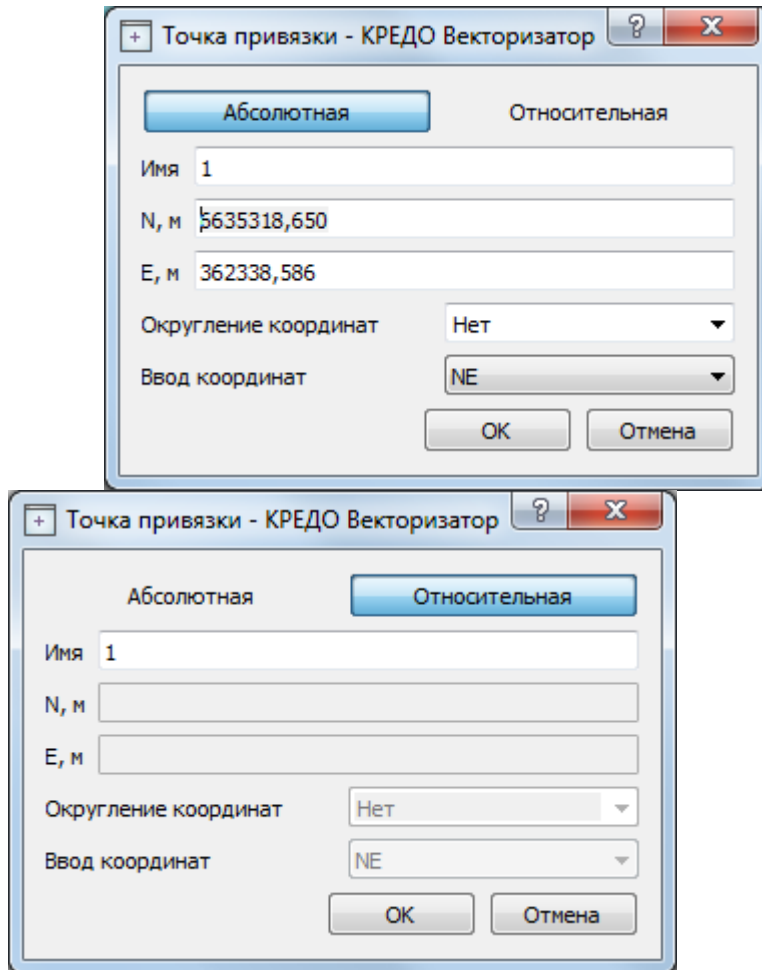 Точка привязки - КРЕДО Векторизатор
Абсолютная Относительная
Имя 1
N, м 5635318,650
E, м 362338,586
Округление координат Нет
Ввод координат NE
OK Отмена
Точка привязки - КРЕДО Векторизатор
Абсолютная Относительная
Имя 1
N, м
E, м
Округление координат Нет
Ввод координат NE
OK Отмена